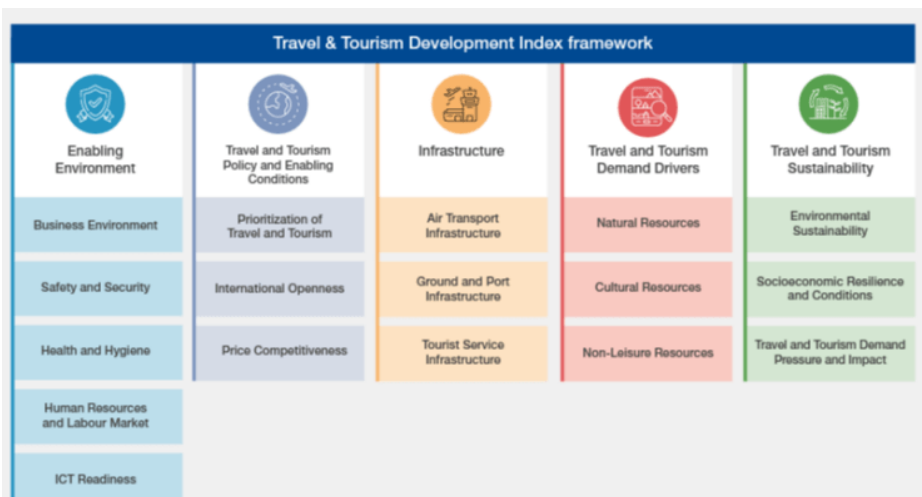 Travel & Tourism Development Index framework
Enabling
Environment
Business Environment
Safety and Security
Health and Hygiene
Human Resources
and Labour Market
ICT Readiness
Travel and Tourism
Policy and Enabling
Conditions
Prioritization of
Travel and Tourism
International Openness
Price Competitiveness
Infrastructure
Air Transport
Infrastructure
Ground and Port
Infrastructure
Tourist Service
Infrastructure
Travel and Tourism
Demand Drivers
Natural Resources
Cultural Resources
Non-Leisure Resources
Travel and Tourism
Sustainability
Environmental
Sustainability
Socioeconomic Resilience
and Conditions
Travel and Tourism Demand
Pressure and Impact